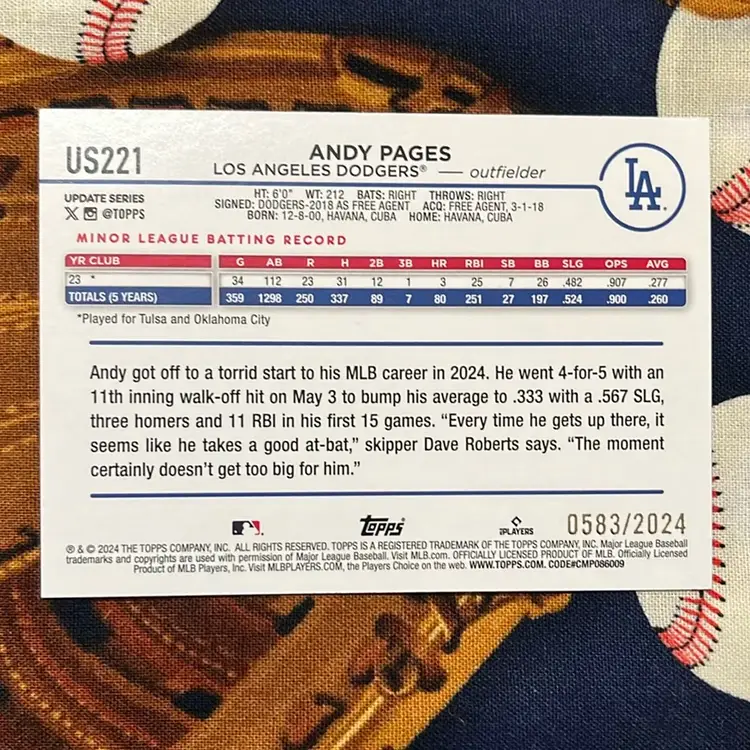 US221
ANDY PAGES
LOS ANGELES DODGERS® — outfielder
LA
UPDATE SERIES
@TOPPS
HT: 6'0" WT: 212 BATS: RIGHT THROWS: RIGHT
SIGNED: DODGERS-2018 AS FREE AGENT ACQ: FREE AGENT, 3-1-18
BORN: 12-8-00, HAVANA, CUBA HOME: HAVANA, CUBA
MINOR LEAGUE BATTING RECORD
YR CLUB G AB R H 2B 3B HR RBI SB BB SLG OPS AVG
23 * 34 112 23 31 12 1 3 25 7 26 .482 .907 .277
TOTALS (5 YEARS) 359 1298 250 337 89 7 80 251 27 197 .524 .900 .260
*Played for Tulsa and Oklahoma City
Andy got off to a torrid start to his MLB career in 2024. He went 4-for-5 with an
11th inning walk-off hit on May 3 to bump his average to .333 with a .567 SLG,
three homers and 11 RBI in his first 15 games. “Every time he gets up there, it
seems like he takes a good at-bat,” skipper Dave Roberts says. “The moment
certainly doesn’t get too big for him.”
Topps
PLAYERS
0583/2024
® & © 2024 THE TOPPS COMPANY, INC. ALL RIGHTS RESERVED. TOPPS IS A REGISTERED TRADEMARK OF THE TOPPS COMPANY, INC. Major League Baseball
trademarks and copyrights are used with permission of Major League Baseball. Visit MLB.com. OFFICIALLY LICENSED PRODUCT OF MLB. Officially Licensed
Product of MLB Players, Inc. Visit MLBPLAYERS.COM, the Players Choice on the web. WWW.TOPPS.COM. CODE#CMP086009